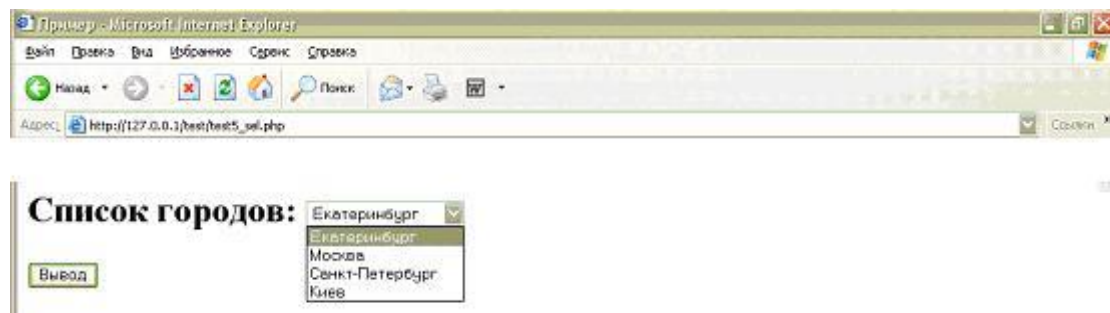 Пример - Microsoft Internet Explorer
Файл Правка Вид Избранное Сервис Справка
Назад Поиск
Адрес: http://127.0.0.1/test/test5_sel.php Ссылки
Список городов: Екатеринбург
Екатеринбург
Москва
Санкт-Петербург
Киев
Вывод